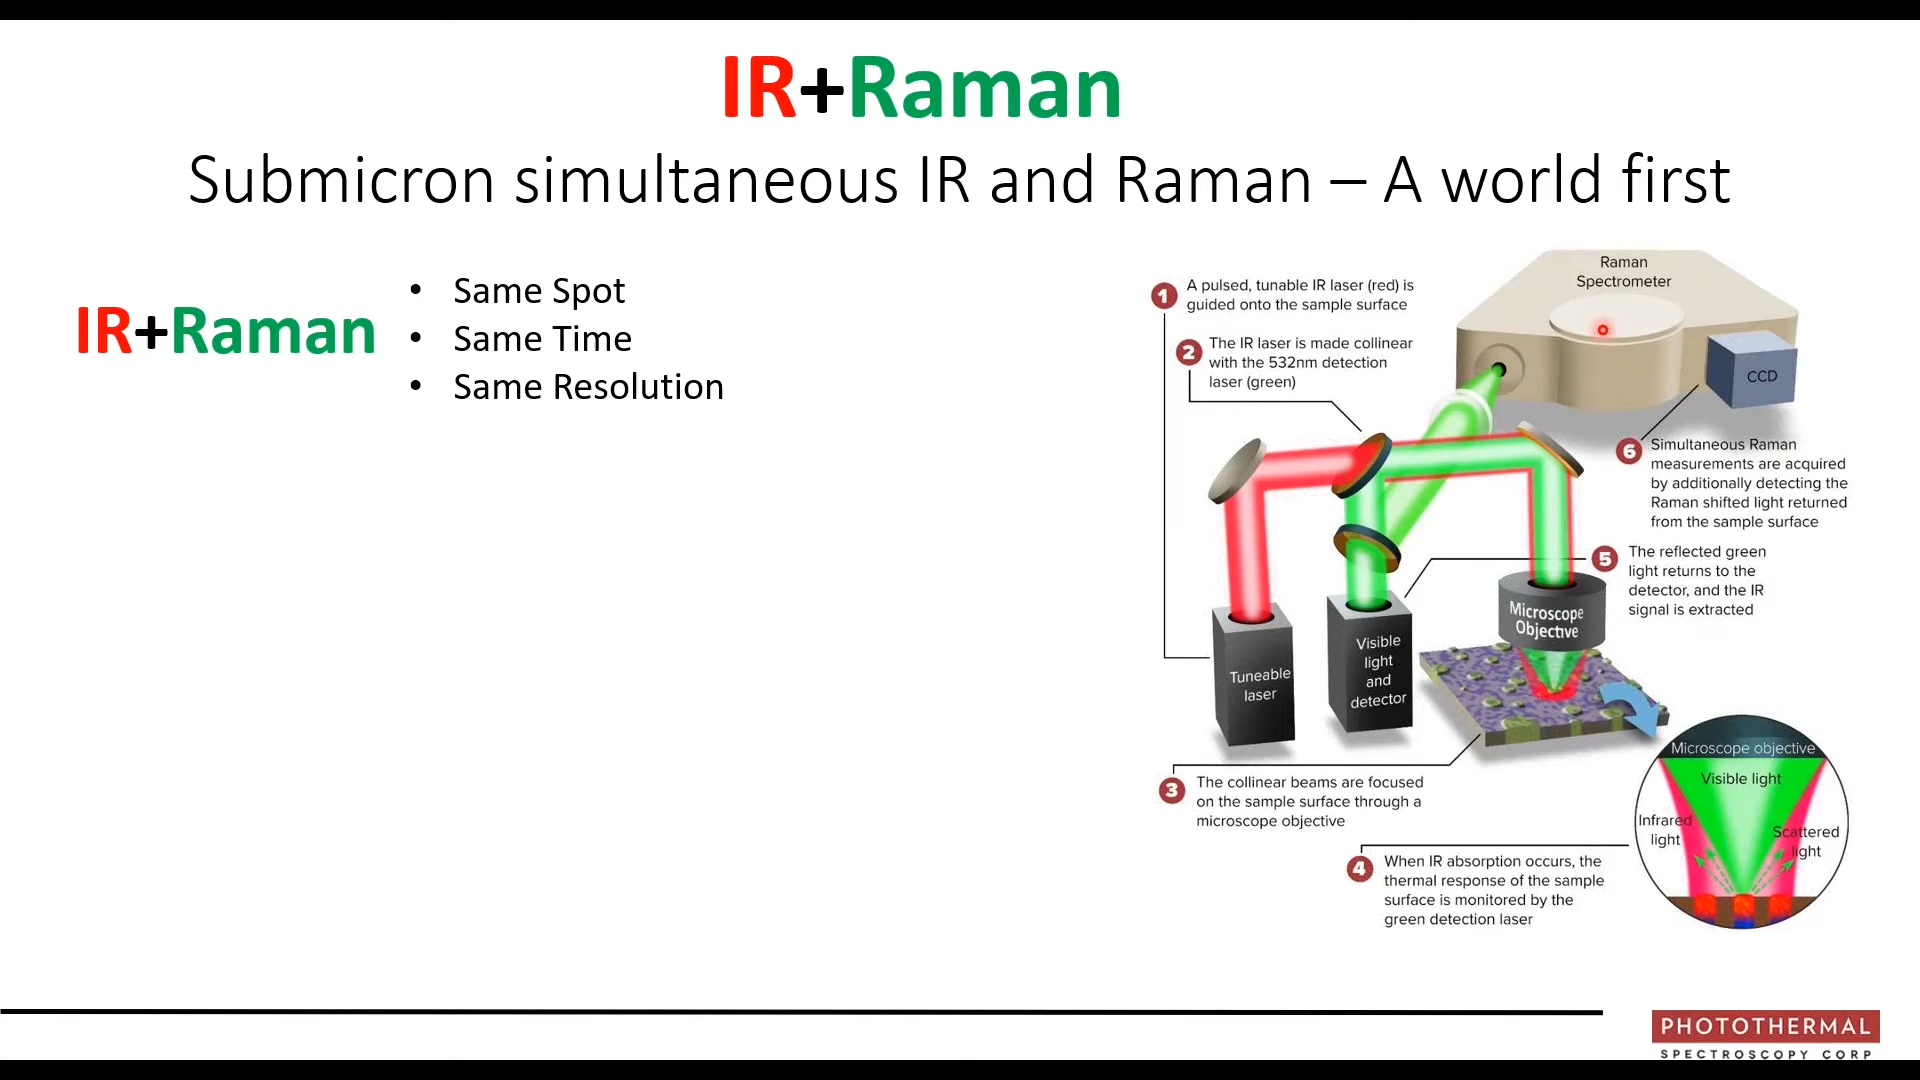 IR+Raman
Submicron simultaneous IR and Raman – A world first
IR+Raman
• Same Spot
• Same Time
• Same Resolution
1
A pulsed, tunable IR laser (red) is
guided onto the sample surface
2
The IR laser is made collinear
with the 532nm detection
laser (green)
Raman
Spectrometer
CCD
6
Simultaneous Raman
measurements are acquired
by additionally detecting the
Raman shifted light returned
from the sample surface
5
The reflected green
light returns to the
detector, and the IR
signal is extracted
Microscope
Objective
Visible
light
and
detector
Tuneable
laser
3
The collinear beams are focused
on the sample surface through a
microscope objective
4
When IR absorption occurs, the
thermal response of the sample
surface is monitored by the
green detection laser
Microscope objective
Visible light
Infrared
light
Scattered
light
PHOTOTHERMAL
SPECTROSCOPY CORP